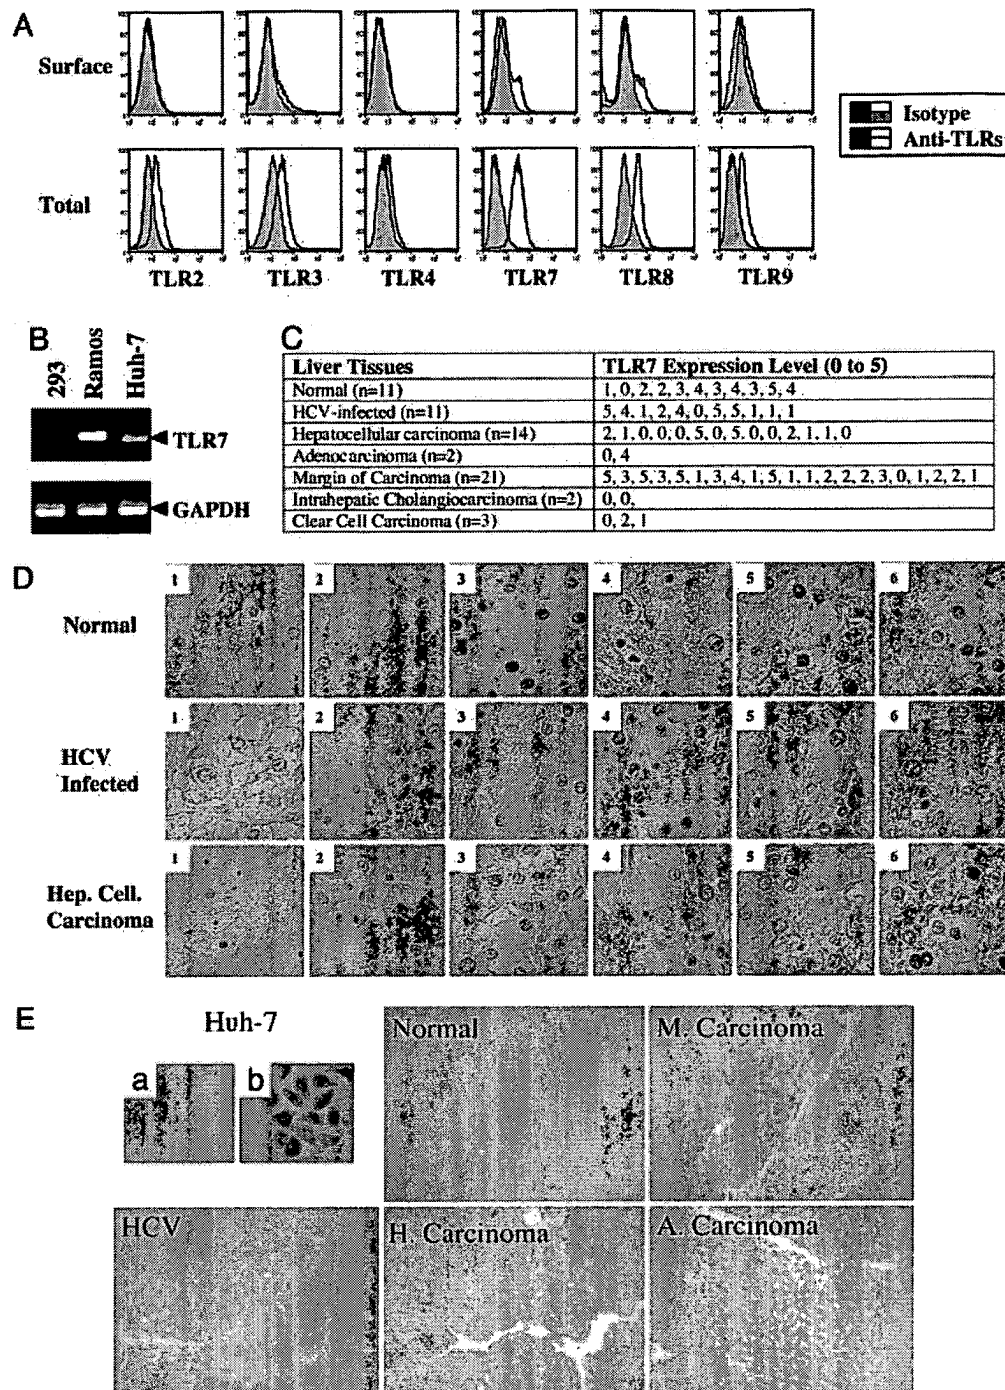 A
Surface
Isotype
Anti-TLRs
Total
TLR2 TLR3 TLR4 TLR7 TLR8 TLR9
B
293 Ramos Huh-7
TLR7
GAPDH
C
Liver Tissues TLR7 Expression Level (0 to 5)
Normal (n=11) 1, 0, 2, 2, 3, 4, 3, 4, 3, 5, 4
HCV-infected (n=11) 5, 4, 1, 2, 4, 0, 5, 5, 1, 1, 1
Hepatocellular carcinoma (n=14) 2, 1, 0, 0, 0, 5, 0, 5, 0, 0, 2, 1, 1, 0
Adenocarcinoma (n=2) 0, 4
Margin of Carcinoma (n=21) 5, 3, 5, 3, 5, 1, 3, 4, 1, 5, 1, 1, 2, 2, 2, 3, 0, 1, 2, 2, 1
Intrahepatic Cholangiocarcinoma (n=2) 0, 0,
Clear Cell Carcinoma (n=3) 0, 2, 1
D
1 2 3 4 5 6
Normal
1 2 3 4 5 6
HCV
Infected
1 2 3 4 5 6
Hep. Cell.
Carcinoma
E
Huh-7
a b
Normal
M. Carcinoma
HCV
H. Carcinoma
A. Carcinoma